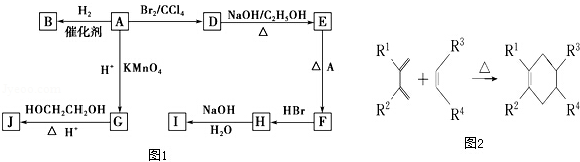 B H₂ 催化剂 A Br₂/CCl₄ D NaOH/C₂H₅OH △ E
H⁺ KMnO₄ △ A
J HOCH₂CH₂OH △ H⁺ G I NaOH H₂O H HBr F
图1
R¹ R² + R³ R⁴ △ R¹ R² R³ R⁴
图2